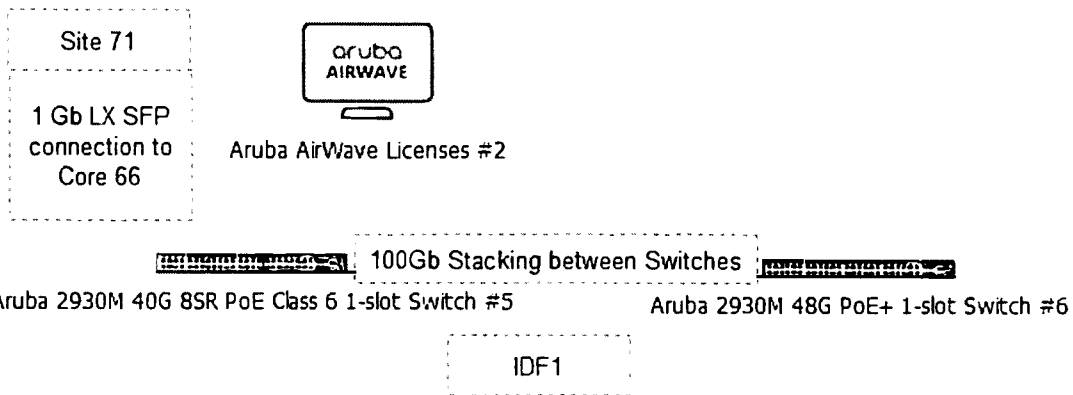 Site 71
aruba
AIRWAVE
1 Gb LX SFP
connection to
Core 66
Aruba AirWave Licenses #2
100Gb Stacking between Switches
Aruba 2930M 40G 8SR PoE Class 6 1-slot Switch #5
Aruba 2930M 48G PoE+ 1-slot Switch #6
IDF1